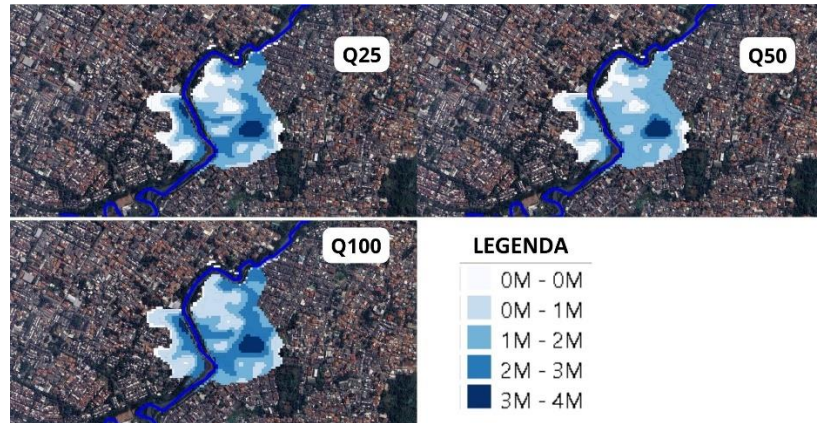 Q25
Q50
Q100
LEGENDA
0M - 0M
0M - 1M
1M - 2M
2M - 3M
3M - 4M